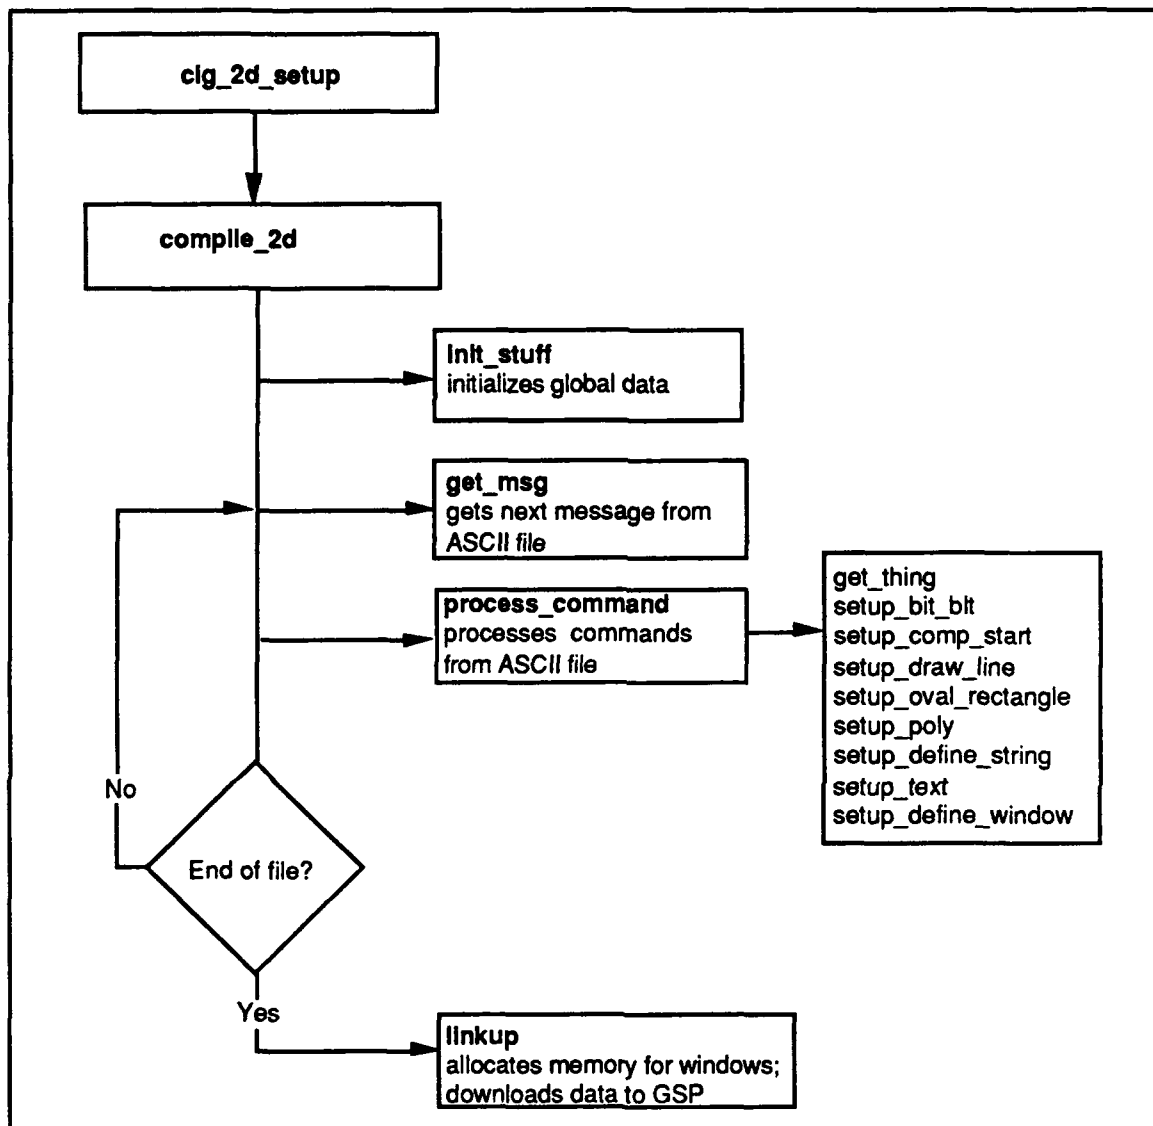 cig_2d_setup
compile_2d
init_stuff
initializes global data
get_msg
gets next message from
ASCII file
process_command
processes commands
from ASCII file
get_thing
setup_bit_blt
setup_comp_start
setup_draw_line
setup_oval_rectangle
setup_poly
setup_define_string
setup_text
setup_define_window
No
End of file?
Yes
linkup
allocates memory for windows;
downloads data to GSP